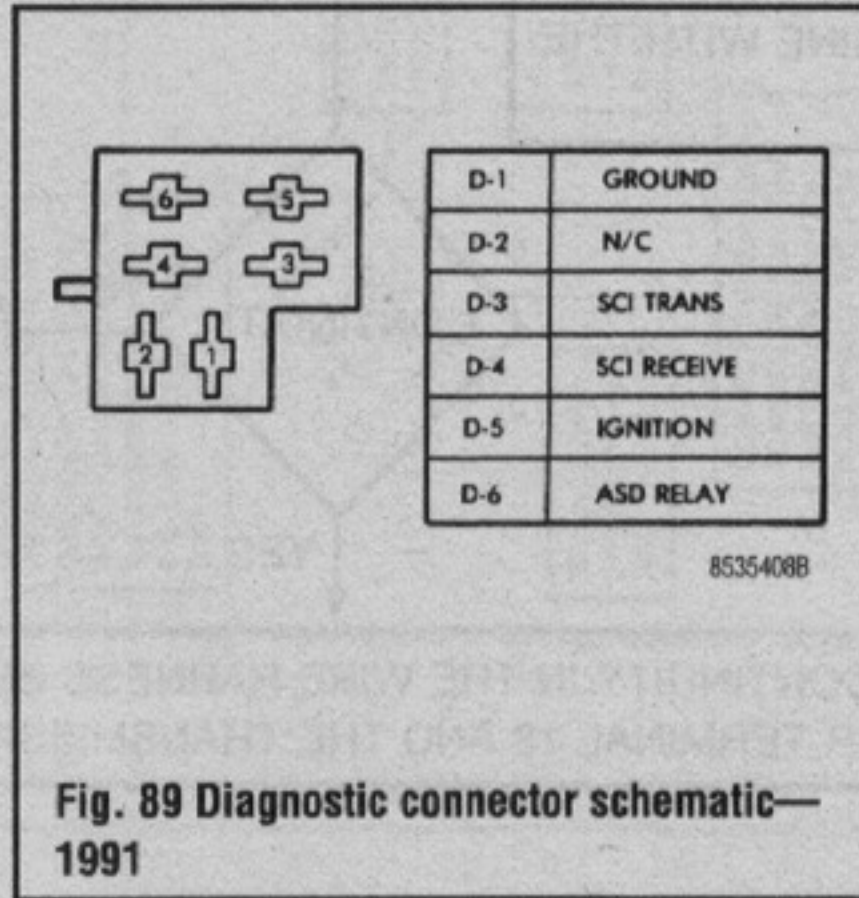 6 5
4 3
2 1
D-1 GROUND
D-2 N/C
D-3 SCI TRANS
D-4 SCI RECEIVE
D-5 IGNITION
D-6 ASD RELAY
8535408B
Fig. 89 Diagnostic connector schematic—
1991